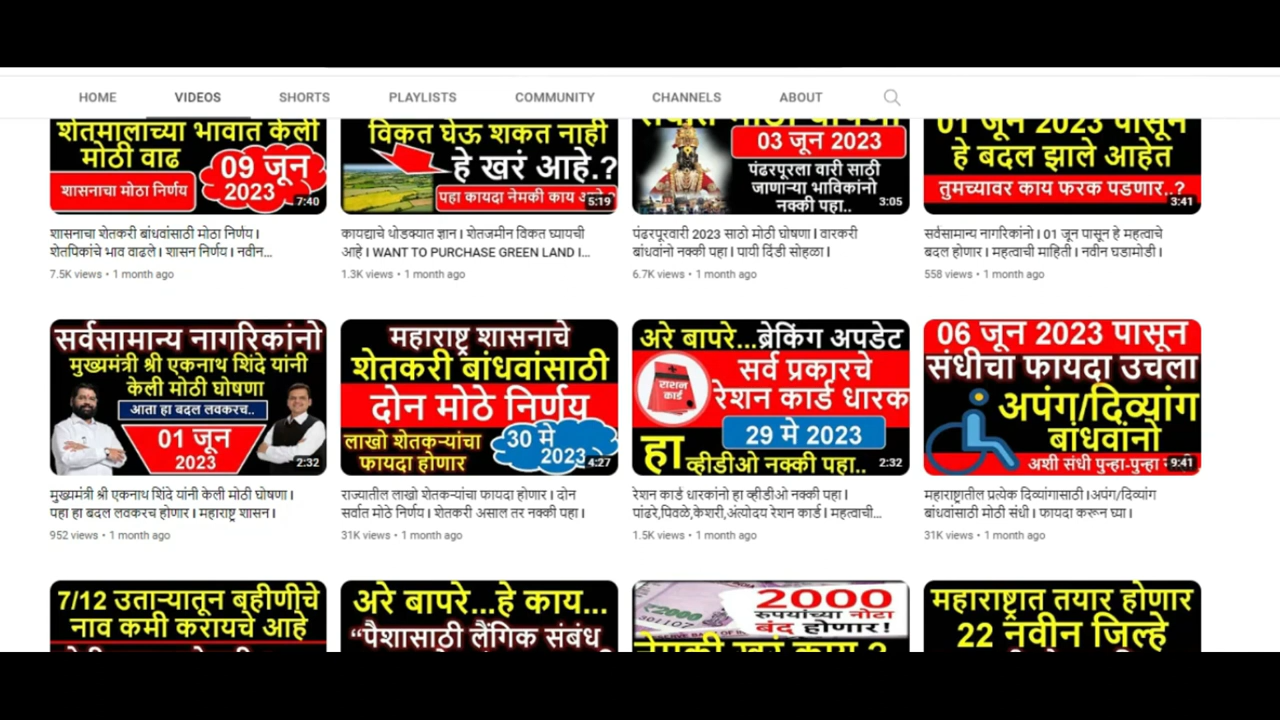 HOME VIDEOS SHORTS PLAYLISTS COMMUNITY CHANNELS ABOUT
शेतमालाच्या भावात केली
मोठी वाढ
शासनाचा मोठा निर्णय
09 जून
2023
7:40
विकत घेऊ शकत नाही
हे खरं आहे.?
पहा कायदा नेमकी काय
5:19
03 जून 2023
पंढरपूरला वारी साठी
जाणाऱ्या भाविकांनो
नक्की पहा..
3:05
01 जून 2023 पासून
हे बदल झाले आहेत
तुमच्यावर काय फरक पडणार..?
3:41
शासनाचा शेतकरी बांधवांसाठी मोठा निर्णय।
शेतपिकांचे भाव वाढले। शासन निर्णय। नवीन...
7.5K views • 1 month ago
कायद्याचे थोडक्यात ज्ञान। शेतजमीन विकत घ्यायची
आहे। WANT TO PURCHASE GREEN LAND I...
1.3K views • 1 month ago
पंढरपूरवारी 2023 साठो मोठी घोषणा। वारकरी
बांधवांनो नक्की पहा। पायी दिंडी सोहळा।
6.7K views • 1 month ago
सर्वसामान्य नागरिकांनो। 01 जून पासून हे महत्वाचे
बदल होणार। महत्वाची माहिती। नवीन घडामोडी।
558 views • 1 month ago
सर्वसामान्य नागरिकांनो
मुख्यमंत्री श्री एकनाथ शिंदे यांनी
केली मोठी घोषणा
आता हा बदल लवकरच..
01 जून
2023
2:32
महाराष्ट्र शासनाचे
शेतकरी बांधवांसाठी
दोन मोठे निर्णय
लाखो शेतकऱ्यांचा
फायदा होणार
30 मे
2023
4:27
अरे बापरे...ब्रेकिंग अपडेट
सर्व प्रकारचे
राशन
कार्ड
रेशन कार्ड धारक
29 मे 2023
हा व्हीडीओ नक्की पहा..
2:32
06 जून 2023 पासून
संधीचा फायदा उचला
अपंग/दिव्यांग
बांधवांनो
अशी संधी पुन्हा-पुन्हा
9:41
मुख्यमंत्री श्री एकनाथ शिंदे यांनी केली मोठी घोषणा।
पहा हा बदल लवकरच होणार। महाराष्ट्र शासन।
952 views • 1 month ago
राज्यातील लाखो शेतकऱ्यांचा फायदा होणार। दोन
सर्वात मोठे निर्णय। शेतकरी असाल तर नक्की पहा।
31K views • 1 month ago
रेशन कार्ड धारकांनो हा व्हीडीओ नक्की पहा।
पांढरे,पिवळे,केशरी,अंत्योदय रेशन कार्ड। महत्वाची...
1.5K views • 1 month ago
महाराष्ट्रातील प्रत्येक दिव्यांगासाठी।अपंग/दिव्यांग
बांधवांसाठी मोठी संधी। फायदा करून घ्या।
31K views • 1 month ago
7/12 उताऱ्यातून बहीणीचे
नाव कमी करायचे आहे
अरे बापरे...हे काय...
“पैशासाठी लैंगिक संबंध
2000
रुपयांच्या नोटा
बंद होणार!
नेमकी खरं काय ?
महाराष्ट्रात तयार होणार
22 नवीन जिल्हे